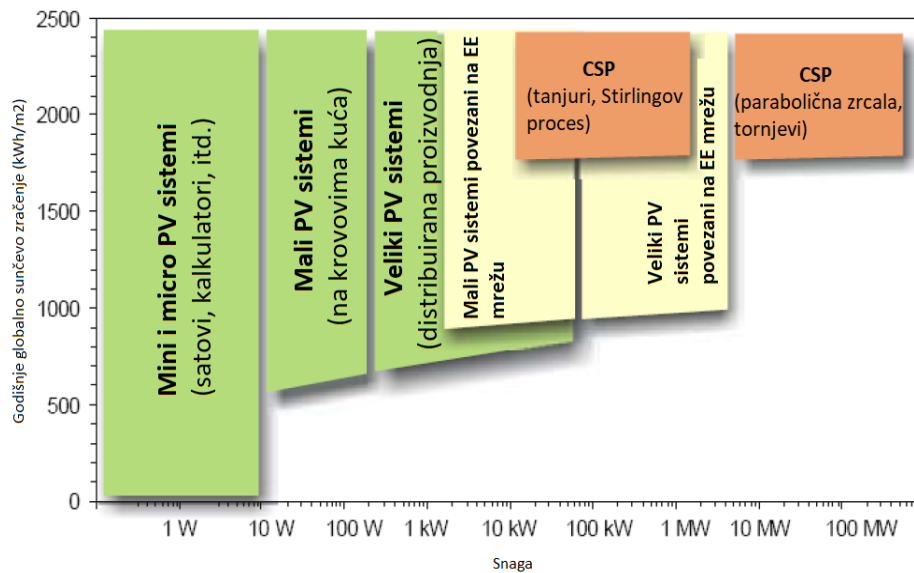 Godišnje globalno sunčevo zračenje (kWh/m2)
2500
2000
1500
1000
500
0
Mini i micro PV sistemi
(satovi, kalkulatori, itd.)
Mali PV sistemi
(na krovovima kuća)
Veliki PV sistemi
(distribuirana proizvodnja)
Mali PV sistemi povezani na EE
mrežu
CSP
(tanjuri, Stirlingov
proces)
Veliki PV
sistemi
povezani na EE mrežu
CSP
(parabolična zrcala,
tornjevi)
1 W
10 W
100 W
1 kW
10 kW
100 kW
1 MW
10 MW
100 MW
Snaga